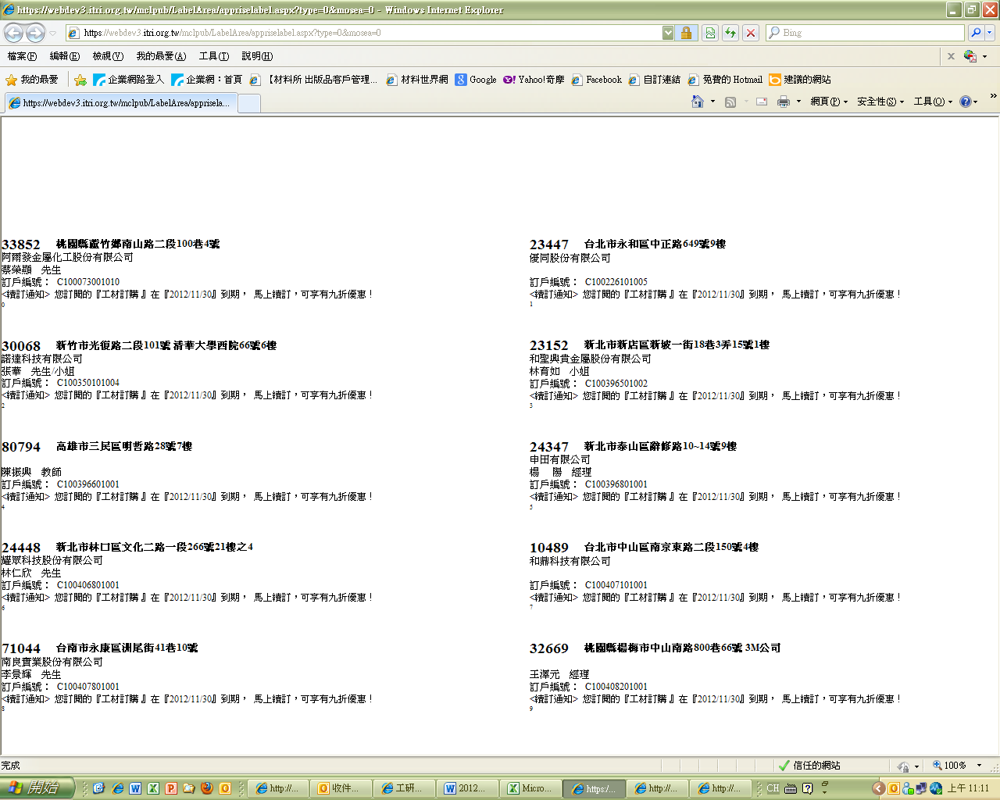 https://webdev3.itri.org.tw/mclpub/LabelArea/appriselabel.aspx?type=0&mosea=0 - Windows Internet Explorer
https://webdev3.itri.org.tw/mclpub/LabelArea/appriselabel.aspx?type=0&mosea=0
Bing
檔案(F) 編輯(E) 檢視(V) 我的最愛(A) 工具(T) 說明(H)
我的最愛 企業網路登入 企業網：首頁 【材料所 出版品客戶管理... 材料世界網 Google Yahoo!奇摩 Facebook 自訂連結 免費的 Hotmail 建議的網站
https://webdev3.itri.org.tw/mclpub/LabelArea/apprisela... 網頁(P) 安全性(S) 工具(O) »
33852 桃園縣蘆竹鄉南山路二段100巷4號
阿爾發金屬化工股份有限公司
蔡榮顯 先生
訂戶編號： C100073001010
<續訂通知> 您訂閱的『工材訂購』在『2012/11/30』到期， 馬上續訂，可享有九折優惠！
0
23447 台北市永和區中正路649號9樓
優同股份有限公司
訂戶編號： C100226101005
<續訂通知> 您訂閱的『工材訂購』在『2012/11/30』到期， 馬上續訂，可享有九折優惠！
1
30068 新竹市光復路二段101號 清華大學西院66號6樓
諾達科技有限公司
張華 先生/小姐
訂戶編號： C100350101004
<續訂通知> 您訂閱的『工材訂購』在『2012/11/30』到期， 馬上續訂，可享有九折優惠！
2
23152 新北市新店區新坡一街18巷3弄15號1樓
和聖興貴金屬股份有限公司
林育如 小姐
訂戶編號： C100396501002
<續訂通知> 您訂閱的『工材訂購』在『2012/11/30』到期， 馬上續訂，可享有九折優惠！
3
80794 高雄市三民區明哲路28號7樓
陳振興 教師
訂戶編號： C100396601001
<續訂通知> 您訂閱的『工材訂購』在『2012/11/30』到期， 馬上續訂，可享有九折優惠！
4
24347 新北市泰山區辭修路10~14號9樓
申田有限公司
楊 陽 經理
訂戶編號： C100396801001
<續訂通知> 您訂閱的『工材訂購』在『2012/11/30』到期， 馬上續訂，可享有九折優惠！
5
24448 新北市林口區文化二路一段266號21樓之4
耀眾科技股份有限公司
林仁欣 先生
訂戶編號： C100406801001
<續訂通知> 您訂閱的『工材訂購』在『2012/11/30』到期， 馬上續訂，可享有九折優惠！
6
10489 台北市中山區南京東路二段150號4樓
和鼎科技有限公司
訂戶編號： C100407101001
<續訂通知> 您訂閱的『工材訂購』在『2012/11/30』到期， 馬上續訂，可享有九折優惠！
7
71044 台南市永康區洲尾街41巷10號
南良實業股份有限公司
李景輝 先生
訂戶編號： C100407801001
<續訂通知> 您訂閱的『工材訂購』在『2012/11/30』到期， 馬上續訂，可享有九折優惠！
8
32669 桃園縣楊梅市中山南路800巷66號 3M公司
王澤元 經理
訂戶編號： C100408201001
<續訂通知> 您訂閱的『工材訂購』在『2012/11/30』到期， 馬上續訂，可享有九折優惠！
9
完成 信任的網站 100%
開始 http://... 收件... 工研... 2012... Micro... https:/... http://... http://... CH 上午 11:11